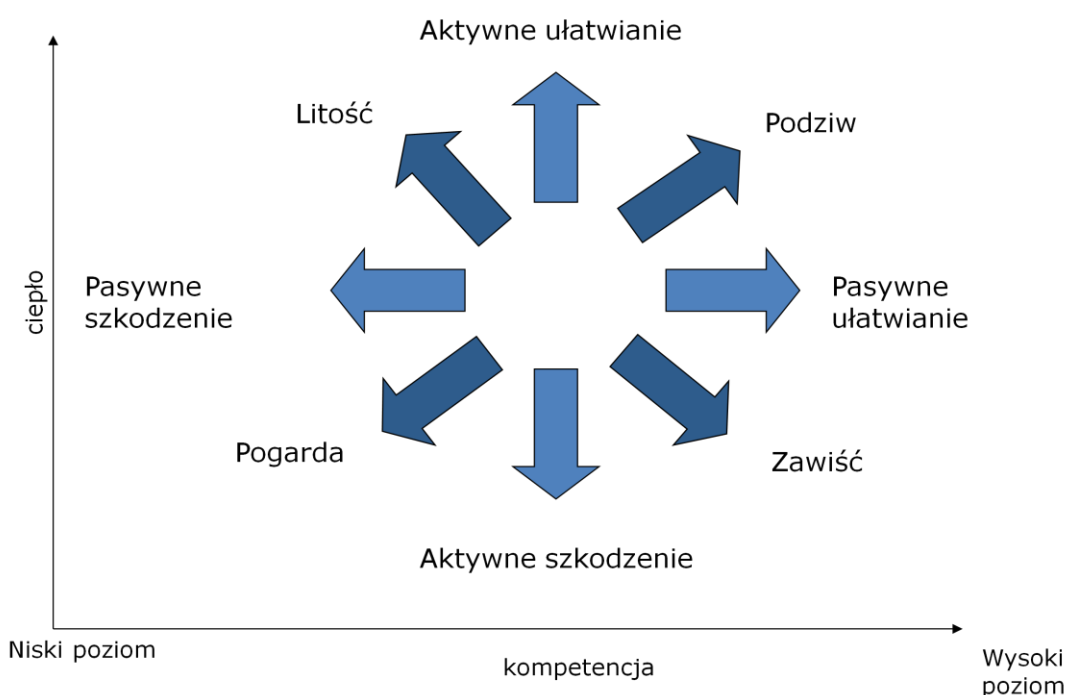 Aktywne ułatwianie
Litość
Podziw
ciepło
Pasywne
szkodzenie
Pasywne
ułatwianie
Pogarda
Zawiść
Aktywne szkodzenie
Niski poziom
kompetencja
Wysoki
poziom